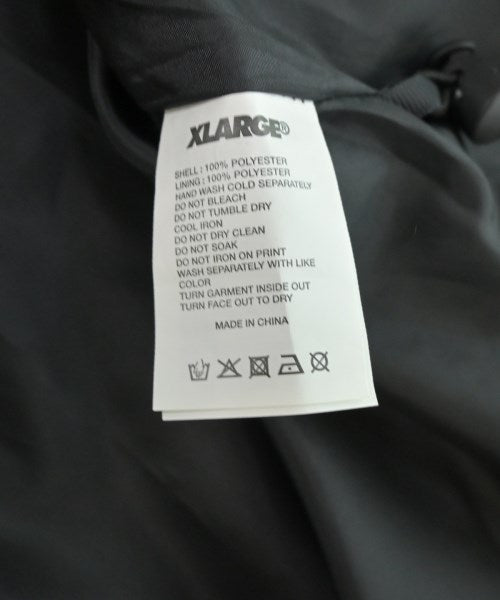 XLARGE®
SHELL : 100% POLYESTER
LINING : 100% POLYESTER
HAND WASH COLD SEPARATELY
DO NOT BLEACH
DO NOT TUMBLE DRY
COOL IRON
DO NOT DRY CLEAN
DO NOT SOAK
DO NOT IRON ON PRINT
WASH SEPARATELY WITH LIKE
COLOR
TURN GARMENT INSIDE OUT
TURN FACE OUT TO DRY
MADE IN CHINA